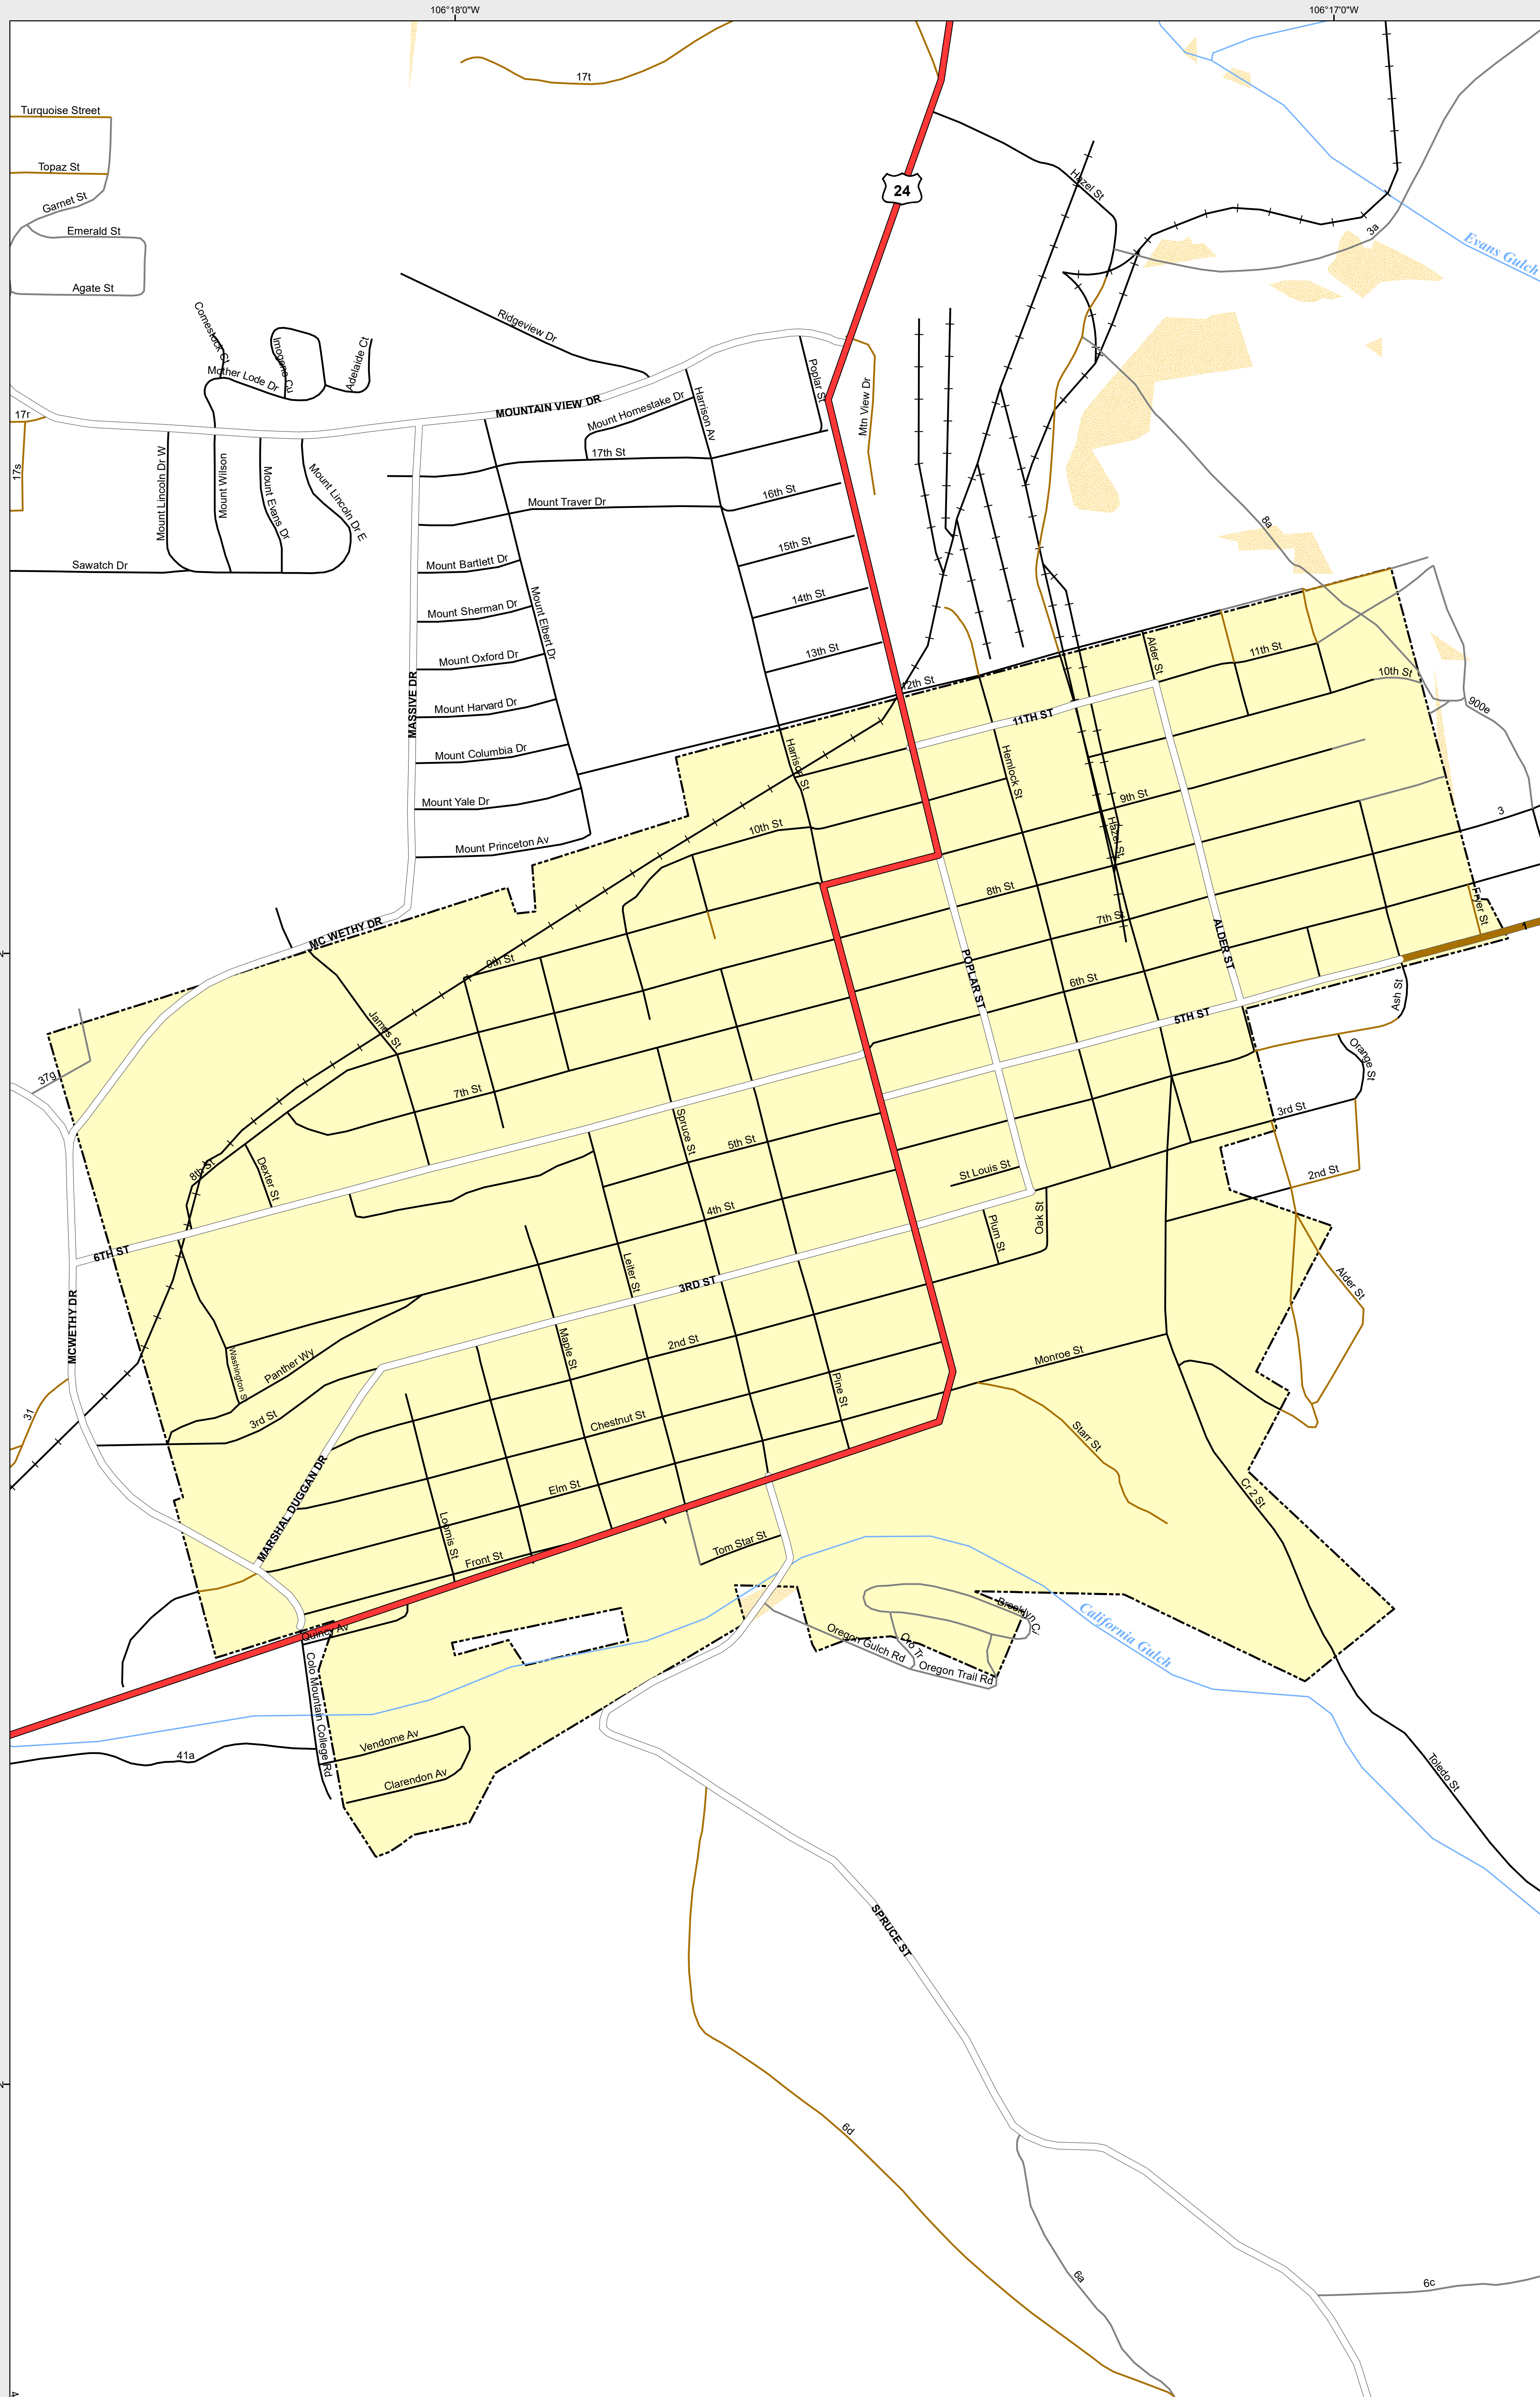 106°18'0"W
106°17'0"W
17t
Turquoise Street
Topaz St
Garnet St
Emerald St
Agate St
24
Hazel St
3a
Evans Gulch
Comestock Ct
Imogene Cu
Adelaide Ct
Mother Lode Dr
Ridgeview Dr
MOUNTAIN VIEW DR
Mount Homestake Dr
Harrison Av
Poplar St
Mtn View Dr
17r
17s
Mount Lincoln Dr W
Mount Wilson
Mount Evans Dr
Mount Lincoln Dr E
Sawatch Dr
17th St
16th St
Mount Traver Dr
15th St
14th St
13th St
12th St
8a
Mount Bartlett Dr
Mount Sherman Dr
Mount Elbert Dr
Mount Oxford Dr
MASSIVE DR
Mount Harvard Dr
Mount Columbia Dr
Mount Yale Dr
Mount Princeton Av
Alder St
11th St
10th St
900e
11TH ST
Harrison St
Hemlock St
9th St
Hazel St
3
10th St
8th St
7th St
Fryer St
MC WETHY DR
9th St
POPLAR ST
ALDER ST
6th St
5TH ST
Ash St
James St
37g
7th St
Orange St
3rd St
2nd St
Spruce St
5th St
8th St
Dexter St
St Louis St
4th St
Plum St
Oak St
6TH ST
Leiter St
3RD ST
Alder St
MCWETHY DR
Maple St
2nd St
Monroe St
Washington S
Panther Wy
Pine St
31
3rd St
Chestnut St
Starr St
MARSHAL DUGGAN DR
Elm St
Cr 2 St
Loomis St
Front St
Tom Star St
Quincy Av
Brooklyn C
Oro Tr
Oregon Gulch Rd
Oregon Trail Rd
California Gulch
Colo Mountain College Rd
Vendome Av
41a
Clarendon Av
Toledo St
SPRUCE ST
6d
6a
6c